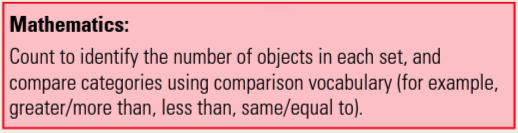 Mathematics:
Count to identify the number of objects in each set, and
compare categories using comparison vocabulary (for example,
greater/more than, less than, same/equal to).